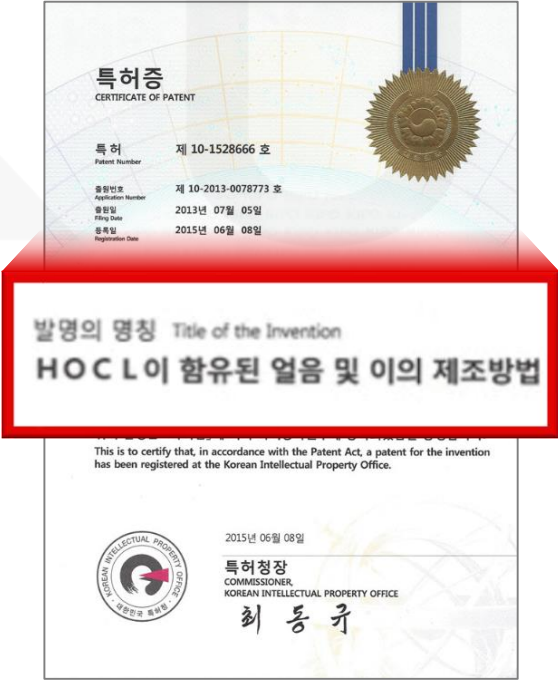 특허증
CERTIFICATE OF PATENT
특허 제 10-1528666 호
Patent Number
출원번호 제 10-2013-0078773 호
Application Number
출원일 2013년 07월 05일
Filing Date
등록일 2015년 06월 08일
Registration Date
발명의 명칭 Title of the Invention
HOCL이 함유된 얼음 및 이의 제조방법
This is to certify that, in accordance with the Patent Act, a patent for the invention
has been registered at the Korean Intellectual Property Office.
2015년 06월 08일
특허청장
COMMISSIONER,
KOREAN INTELLECTUAL PROPERTY OFFICE
최동규
KOREAN INTELLECTUAL PROPERTY OFFICE
대한민국 특허청